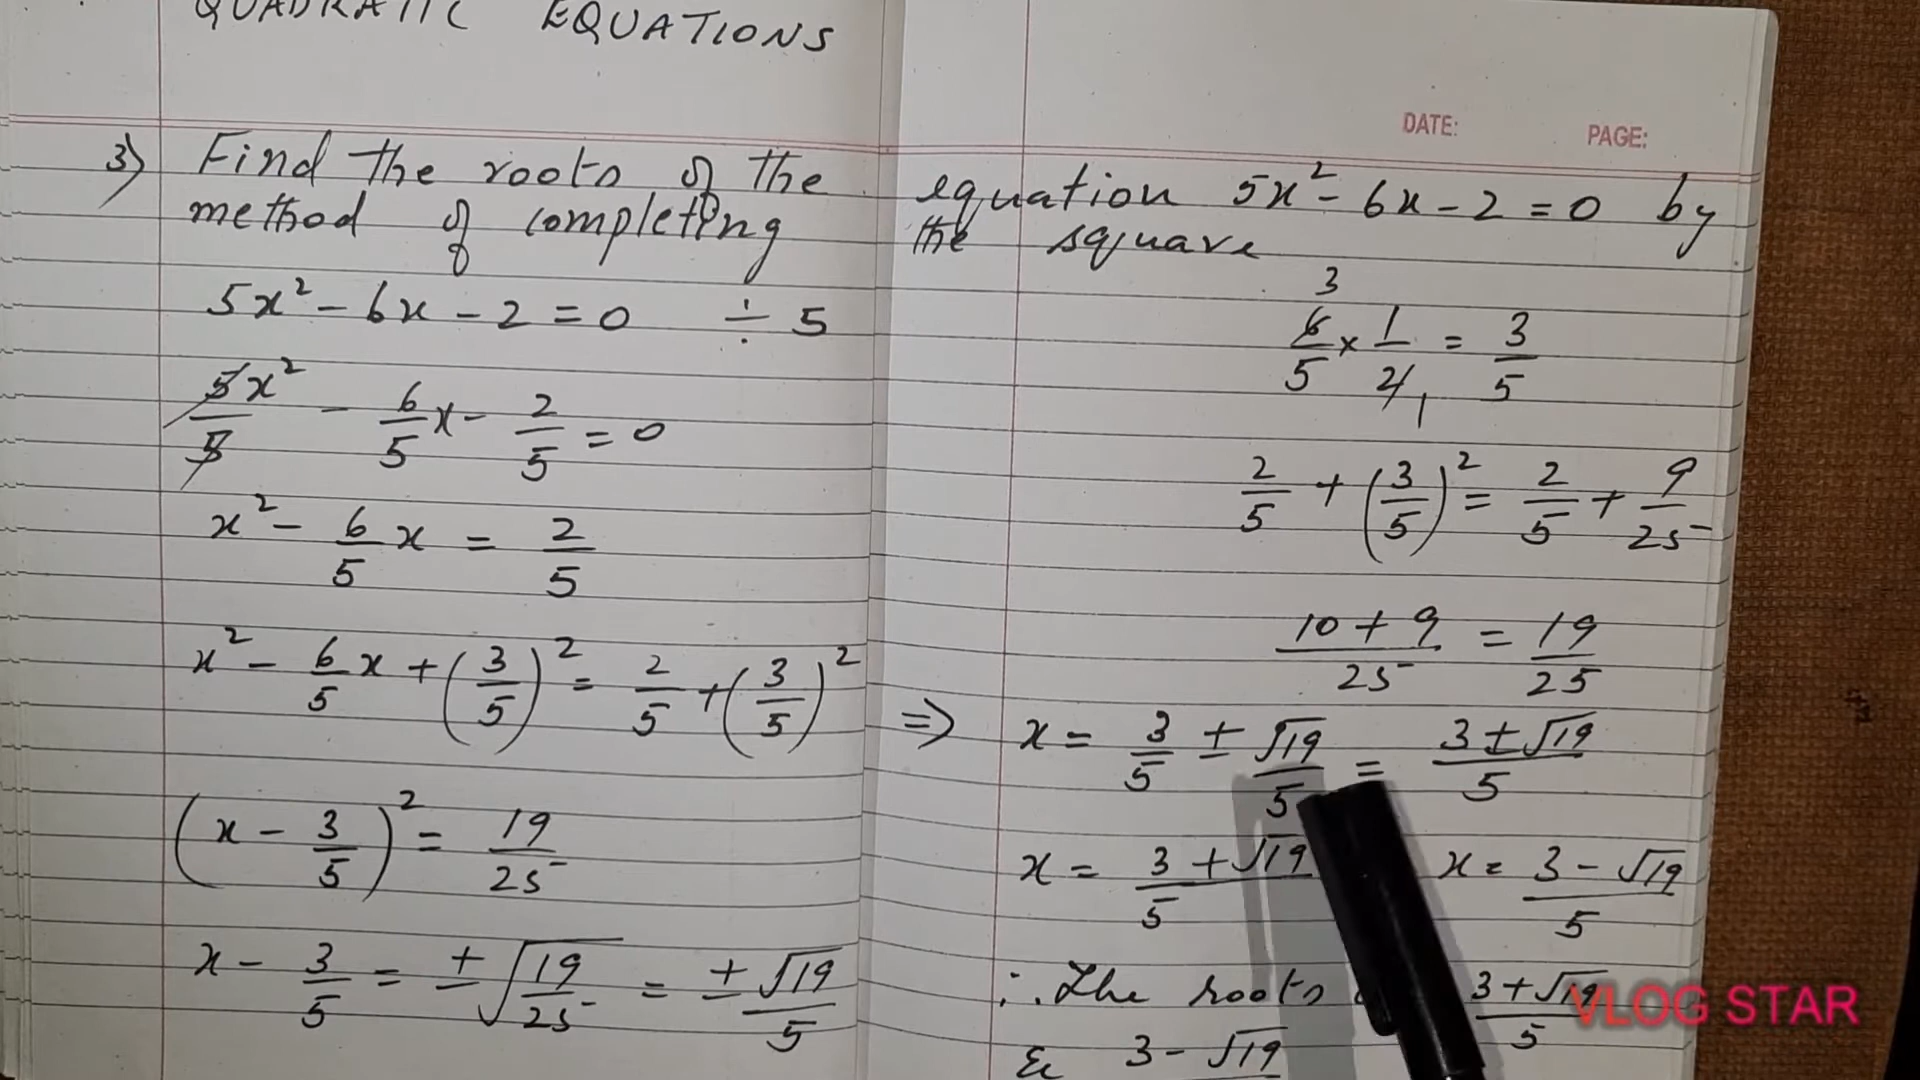 QUADRATIC EQUATIONS
DATE: PAGE:
3) Find the roots of the equation 5x² - 6x - 2 = 0 by
method of completing the square
5x² - 6x - 2 = 0 ÷ 5
5x²/5 - 6/5 x - 2/5 = 0
x² - 6/5 x = 2/5
x² - 6/5 x + (3/5)² = 2/5 + (3/5)²
(x - 3/5)² = 19/25
x - 3/5 = ±√(19/25) = ±√19/5
3
6/5 × 1/2 1 = 3/5
2/5 + (3/5)² = 2/5 + 9/25
(10 + 9)/25 = 19/25
=> x = 3/5 ± √19/5 = (3 ± √19)/5
x = (3 + √19)/5 x = (3 - √19)/5
∴ The roots (3 + √19)/5
& 3 - √19
VLOG STAR